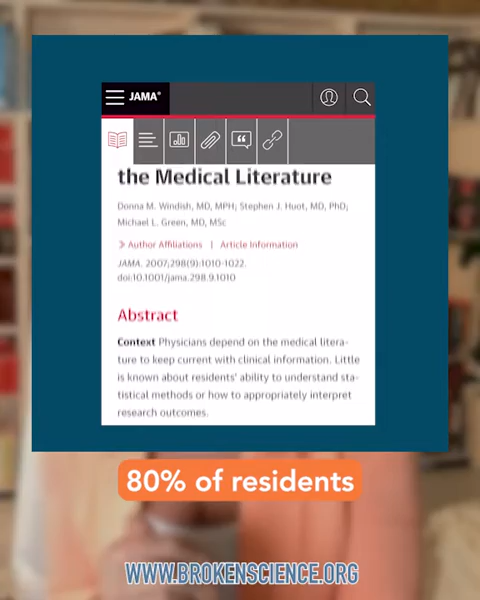 JAMA®
the Medical Literature
Donna M. Windish, MD, MPH; Stephen J. Huot, MD, PhD;
Michael L. Green, MD, MSc
Author Affiliations | Article Information
JAMA. 2007;298(9):1010-1022.
doi:10.1001/jama.298.9.1010
Abstract
Context Physicians depend on the medical litera-
ture to keep current with clinical information. Little
is known about residents' ability to understand sta-
tistical methods or how to appropriately interpret
research outcomes.
80% of residents
WWW.BROKENSCIENCE.ORG